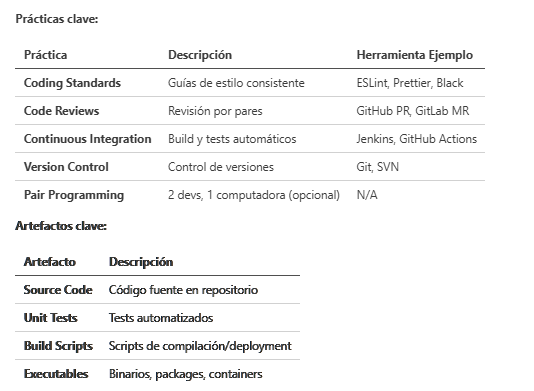 Prácticas clave:
Práctica Descripción Herramienta Ejemplo
Coding Standards Guías de estilo consistente ESLint, Prettier, Black
Code Reviews Revisión por pares GitHub PR, GitLab MR
Continuous Integration Build y tests automáticos Jenkins, GitHub Actions
Version Control Control de versiones Git, SVN
Pair Programming 2 devs, 1 computadora (opcional) N/A
Artefactos clave:
Artefacto Descripción
Source Code Código fuente en repositorio
Unit Tests Tests automatizados
Build Scripts Scripts de compilación/deployment
Executables Binarios, packages, containers